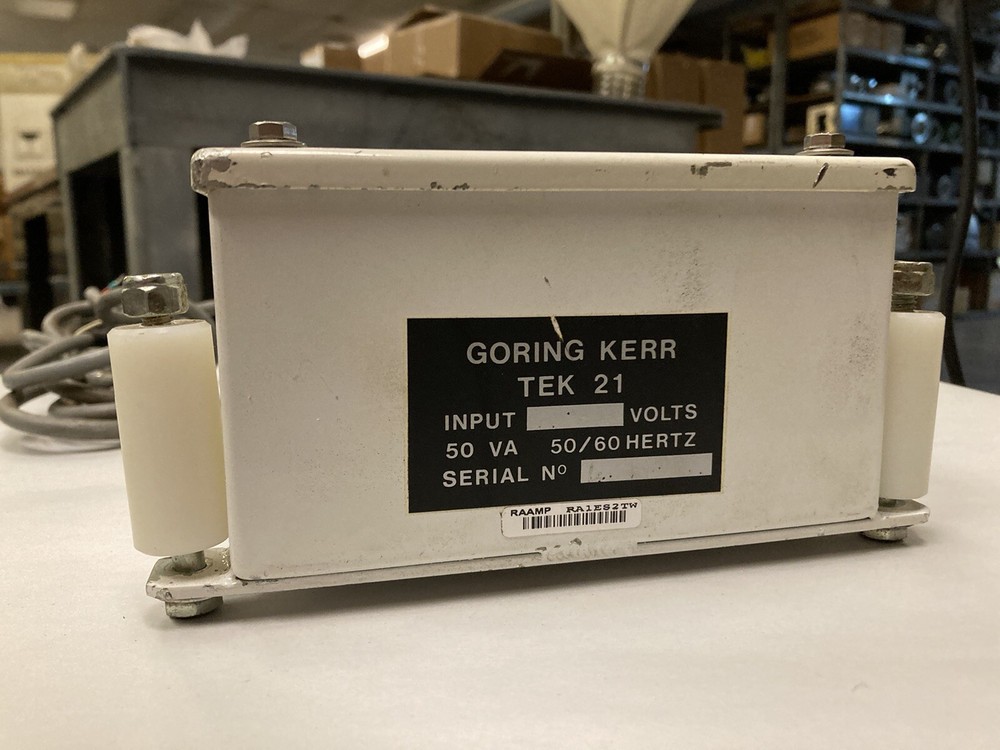 GORING KERR
TEK 21
INPUT VOLTS
50 VA 50/60 HERTZ
SERIAL Nº
RAAMP RA1ES2TW